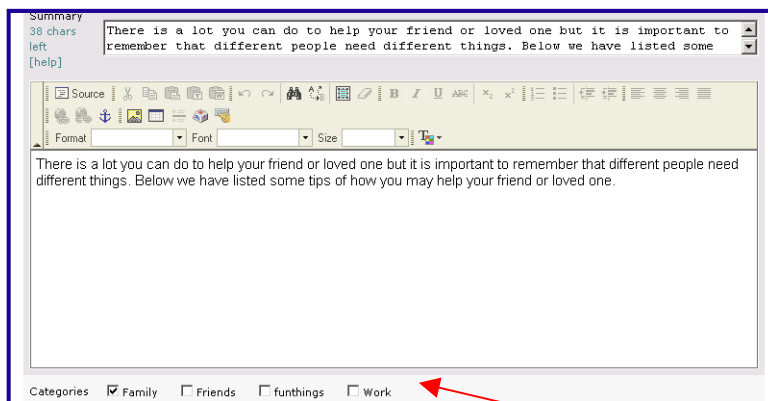 Summary
38 chars left
[help]
There is a lot you can do to help your friend or loved one but it is important to
remember that different people need different things. Below we have listed some
Source
B I U ABC x₂ x²
Format Font Size
There is a lot you can do to help your friend or loved one but it is important to remember that different people need
different things. Below we have listed some tips of how you may help your friend or loved one.
Categories Family Friends funthings Work